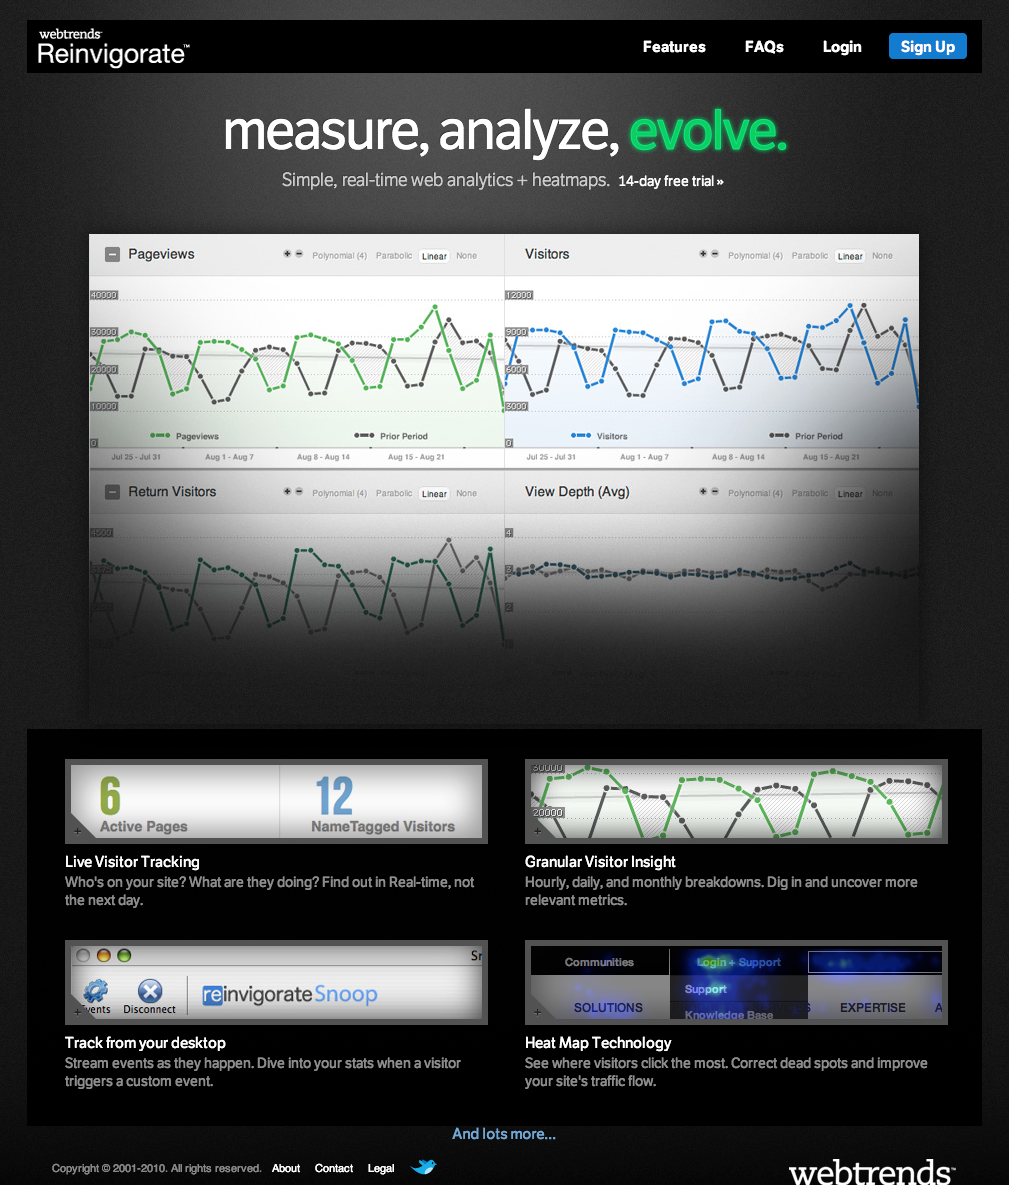 webtrends
Reinvigorate™
Features FAQs Login Sign Up
measure, analyze, evolve.
Simple, real-time web analytics + heatmaps. 14-day free trial »
Pageviews Polynomial (4) Parabolic Linear None
Visitors Polynomial (4) Parabolic Linear None
40000
30000
20000
10000
0
Pageviews Prior Period
Jul 25 - Jul 31 Aug 1 - Aug 7 Aug 8 - Aug 14 Aug 15 - Aug 21
12000
9000
6000
3000
0
Visitors Prior Period
Jul 25 - Jul 31 Aug 1 - Aug 7 Aug 8 - Aug 14 Aug 15 - Aug 21
Return Visitors Polynomial (4) Parabolic Linear None
View Depth (Avg) Polynomial (4) Parabolic Linear None
4500
4
2
6 12
Active Pages NameTagged Visitors
30000
20000
Live Visitor Tracking
Who's on your site? What are they doing? Find out in Real-time, not
the next day.
Granular Visitor Insight
Hourly, daily, and monthly breakdowns. Dig in and uncover more
relevant metrics.
Sr
vents Disconnect reinvigorate Snoop
Communities Login + Support
Support
SOLUTIONS S EXPERTISE A
Knowledge Base
Track from your desktop
Stream events as they happen. Dive into your stats when a visitor
triggers a custom event.
Heat Map Technology
See where visitors click the most. Correct dead spots and improve
your site's traffic flow.
And lots more...
Copyright © 2001-2010. All rights reserved. About Contact Legal
webtrends™